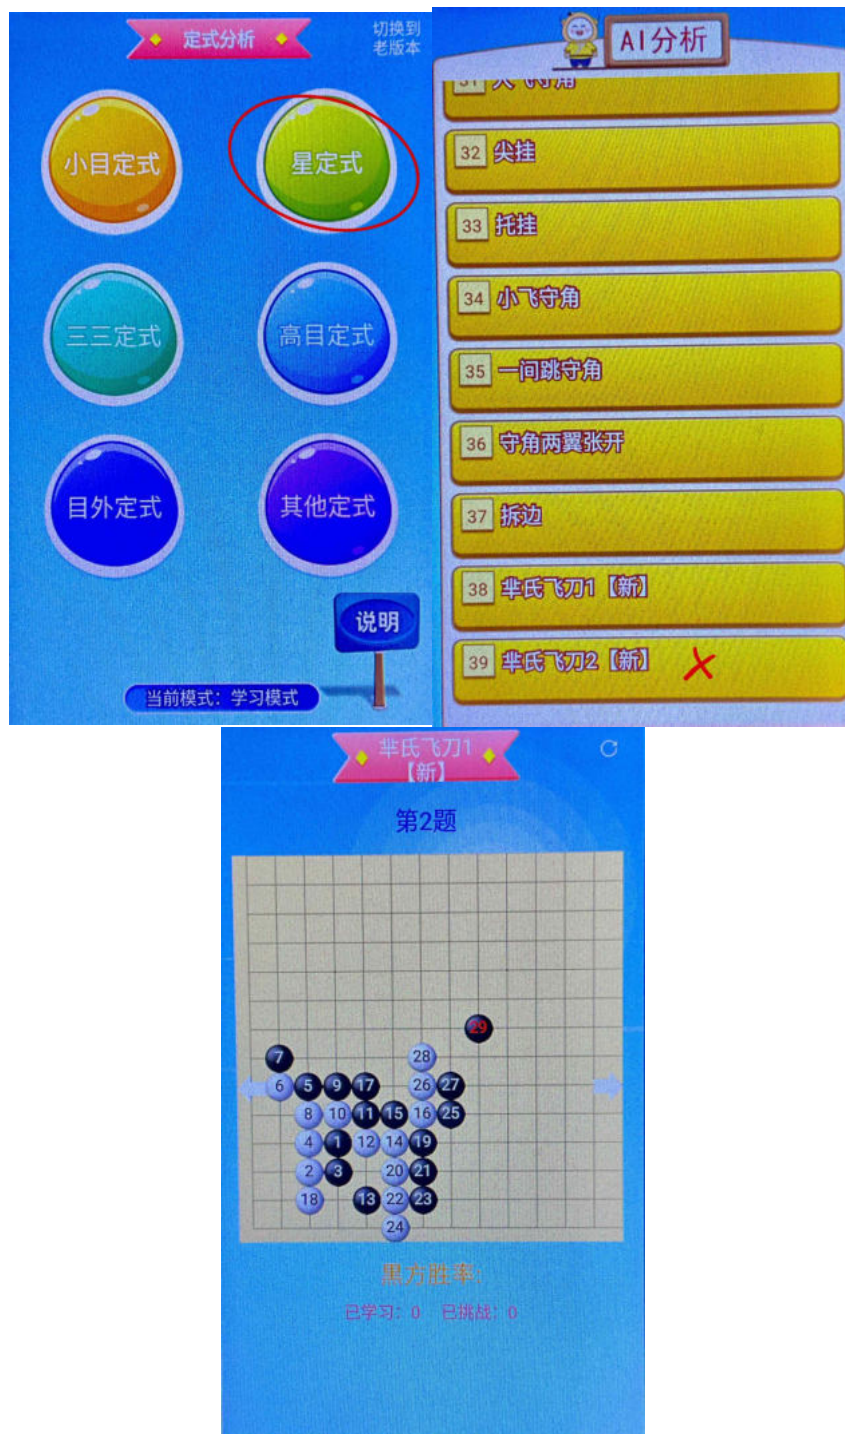 定式分析
切换到
老版本
小目定式
星定式
三三定式
高目定式
目外定式
其他定式
说明
当前模式：学习模式
AI分析
31 大飞守角
32 尖挂
33 托挂
34 小飞守角
35 一间跳守角
36 守角两翼张开
37 拆边
38 芈氏飞刀1【新】
39 芈氏飞刀2【新】
芈氏飞刀1
【新】
第2题
29
7 28
6 5 9 17 26 27
8 10 11 15 16 25
4 1 12 14 19
2 3 20 21
18 13 22 23
24
黑方胜率:
已学习: 0 已挑战: 0